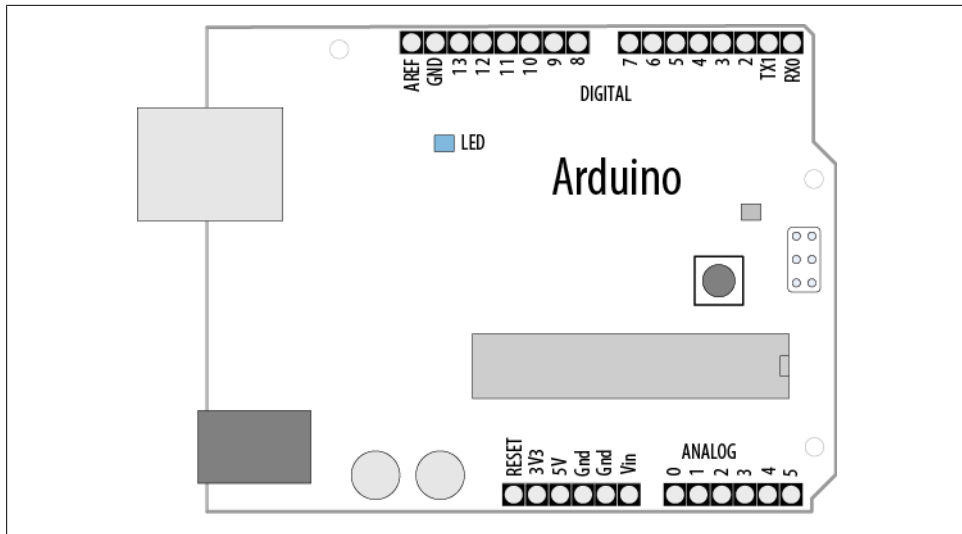 AREF
GND
13
12
11
10
9
8
7
6
5
4
3
2
TX1
RX0
DIGITAL
LED
Arduino
RESET
3V3
5V
Gnd
Gnd
Vin
ANALOG
0
1
2
3
4
5